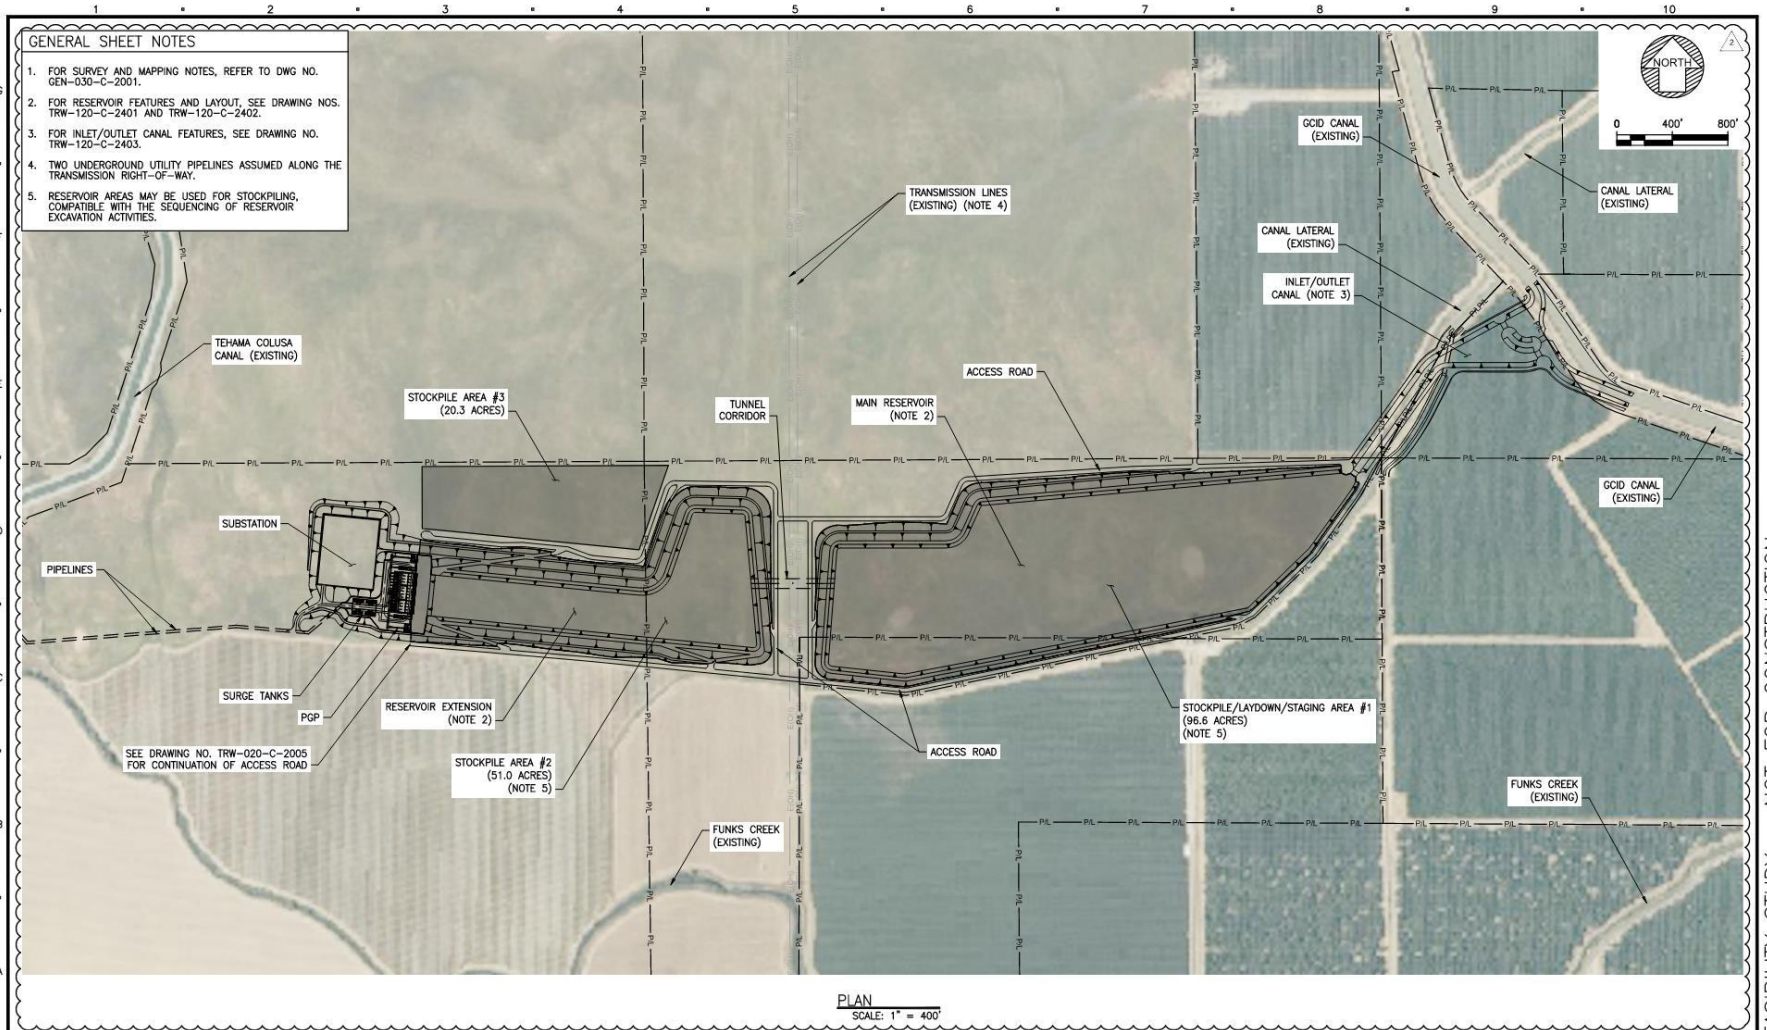 1 2 3 4 5 6 7 8 9 10
GENERAL SHEET NOTES
1. FOR SURVEY AND MAPPING NOTES, REFER TO DWG NO.
GEN-030-C-2001.
2. FOR RESERVOIR FEATURES AND LAYOUT, SEE DRAWING NOS.
TRW-120-C-2401 AND TRW-120-C-2402.
3. FOR INLET/OUTLET CANAL FEATURES, SEE DRAWING NO.
TRW-120-C-2403.
4. TWO UNDERGROUND UTILITY PIPELINES ASSUMED ALONG THE
TRANSMISSION RIGHT-OF-WAY.
5. RESERVOIR AREAS MAY BE USED FOR STOCKPILING,
COMPATIBLE WITH THE SEQUENCING OF RESERVOIR
EXCAVATION ACTIVITIES.
2
NORTH
0 400' 800'
GCID CANAL
(EXISTING)
CANAL LATERAL
(EXISTING)
TRANSMISSION LINES
(EXISTING) (NOTE 4)
CANAL LATERAL
(EXISTING)
INLET/OUTLET
CANAL (NOTE 3)
TEHAMA COLUSA
CANAL (EXISTING)
ACCESS ROAD
STOCKPILE AREA #3
(20.3 ACRES)
TUNNEL
CORRIDOR
MAIN RESERVOIR
(NOTE 2)
GCID CANAL
(EXISTING)
SUBSTATION
PIPELINES
SURGE TANKS
PGP
RESERVOIR EXTENSION
(NOTE 2)
STOCKPILE/LAYDOWN/STAGING AREA #1
(96.6 ACRES)
(NOTE 5)
SEE DRAWING NO. TRW-020-C-2005
FOR CONTINUATION OF ACCESS ROAD
STOCKPILE AREA #2
(51.0 ACRES)
(NOTE 5)
ACCESS ROAD
FUNKS CREEK
(EXISTING)
FUNKS CREEK
(EXISTING)
P/L
PLAN
SCALE: 1" = 400'